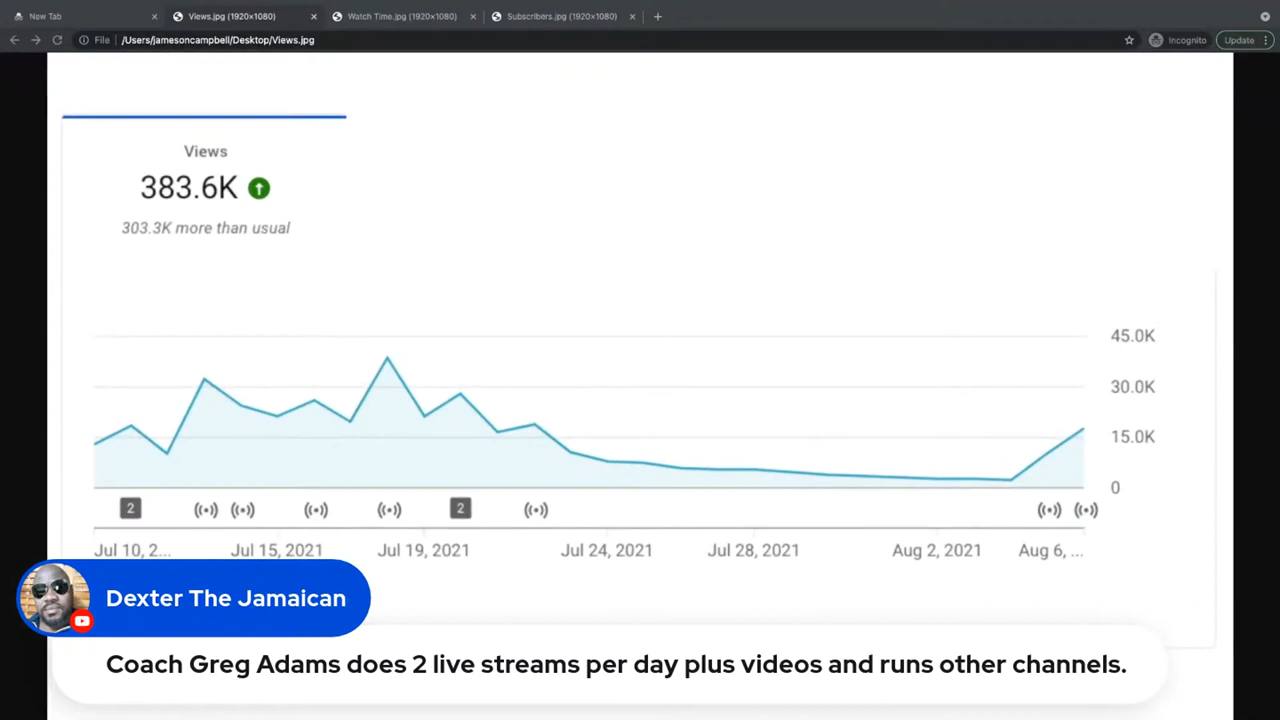 New Tab
Views.jpg (1920×1080)
Watch Time.jpg (1920×1080)
Subscribers.jpg (1920×1080)
File
/Users/jamesoncampbell/Desktop/Views.jpg
Incognito
Update
Views
383.6K
303.3K more than usual
45.0K
30.0K
15.0K
0
2
2
Jul 10, 2...
Jul 15, 2021
Jul 19, 2021
Jul 24, 2021
Jul 28, 2021
Aug 2, 2021
Aug 6, ...
Dexter The Jamaican
Coach Greg Adams does 2 live streams per day plus videos and runs other channels.